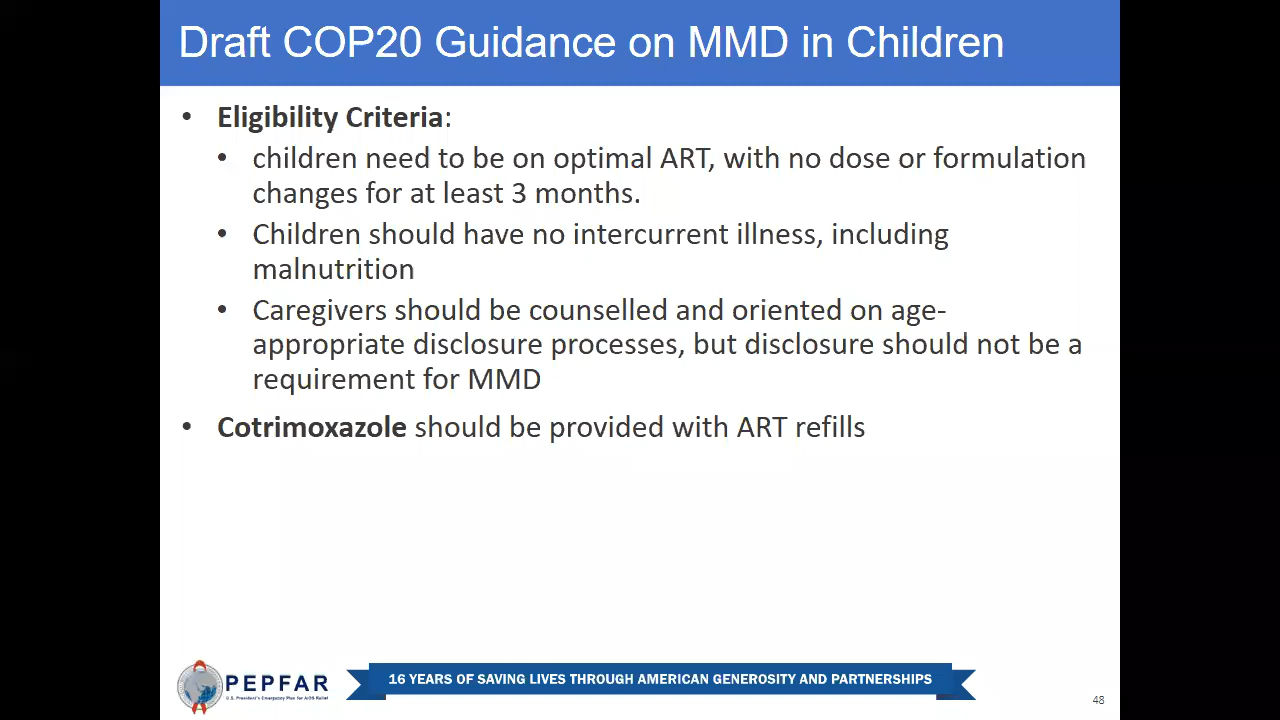 Draft COP20 Guidance on MMD in Children
• Eligibility Criteria:
• children need to be on optimal ART, with no dose or formulation
changes for at least 3 months.
• Children should have no intercurrent illness, including
malnutrition
• Caregivers should be counselled and oriented on age-
appropriate disclosure processes, but disclosure should not be a
requirement for MMD
• Cotrimoxazole should be provided with ART refills
PEPFAR
U.S. President's Emergency Plan for AIDS Relief
16 YEARS OF SAVING LIVES THROUGH AMERICAN GENEROSITY AND PARTNERSHIPS
48